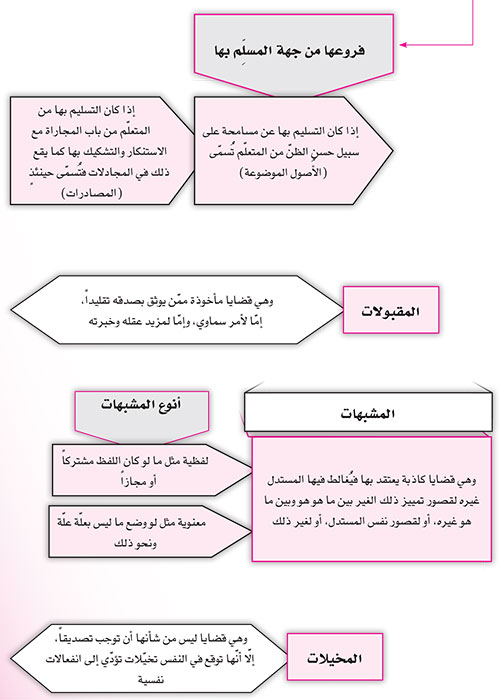 فروعها من جهة المسلِّم بها
إذا كان التسليم بها عن مسامحة على
سبيل حسنِ الظنّ من المتعلّم تُسمّى
(الأصول الموضوعة)
إذا كان التسليم بها من
المتعلّم من باب المجاراة مع
الاستنكار والتشكيك بها كما يقع
ذلك في المجادلات فتُسمّى حينئذٍ
(المصادرات)
المقبولات
وهي قضايا مأخوذة ممّن يوثق بصدقه تقليداً،
إمّا لأمر سماوي، وإمّا لمزيد عقله وخبرته
المشبهات
وهي قضايا كاذبة يعتقد بها فيُغالط فيها المستدل
غيره لقصور تمييز ذلك الغير بين ما هو هو وبين ما
هو غيره، أو لقصور نفس المستدل، أو لغير ذلك
أنوع المشبهات
لفظية مثل ما لو كان اللفظ مشتركاً
أو مجازاً
معنوية مثل لو وضع ما ليس بعلّة علّة
ونحو ذلك
المخيلات
وهي قضايا ليس من شأنها أن توجب تصديقاً،
إلّا أنّها توقع في النفس تخيّلات تؤدّي إلى انفعالات
نفسية